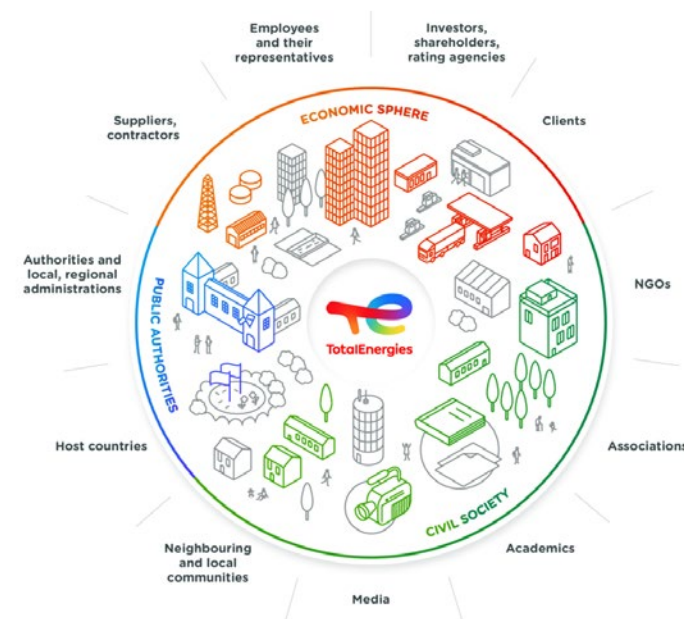 Employees
and their
representatives
Investors,
shareholders,
rating agencies
Suppliers,
contractors
ECONOMIC SPHERE
Clients
Authorities and
local, regional
administrations
PUBLIC AUTHORITIES
TotalEnergies
NGOs
Host countries
Associations
CIVIL SOCIETY
Neighbouring
and local
communities
Academics
Media